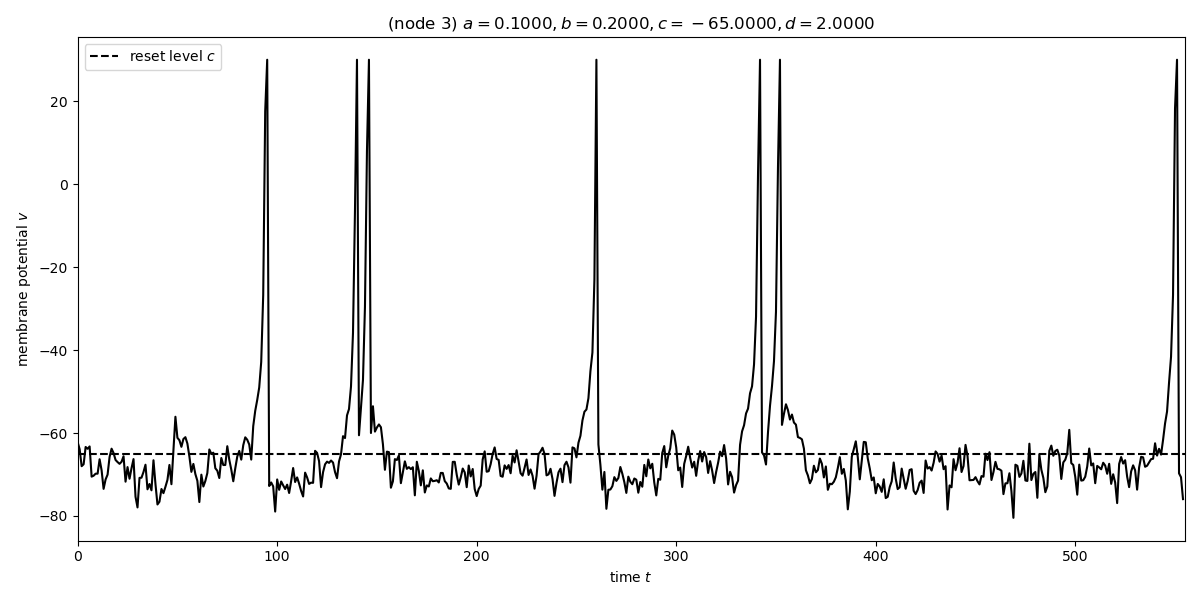 (node 3) a = 0.1000, b = 0.2000, c = −65.0000, d = 2.0000
reset level c
membrane potential v
20
0
−20
−40
−60
−80
0 100 200 300 400 500
time t